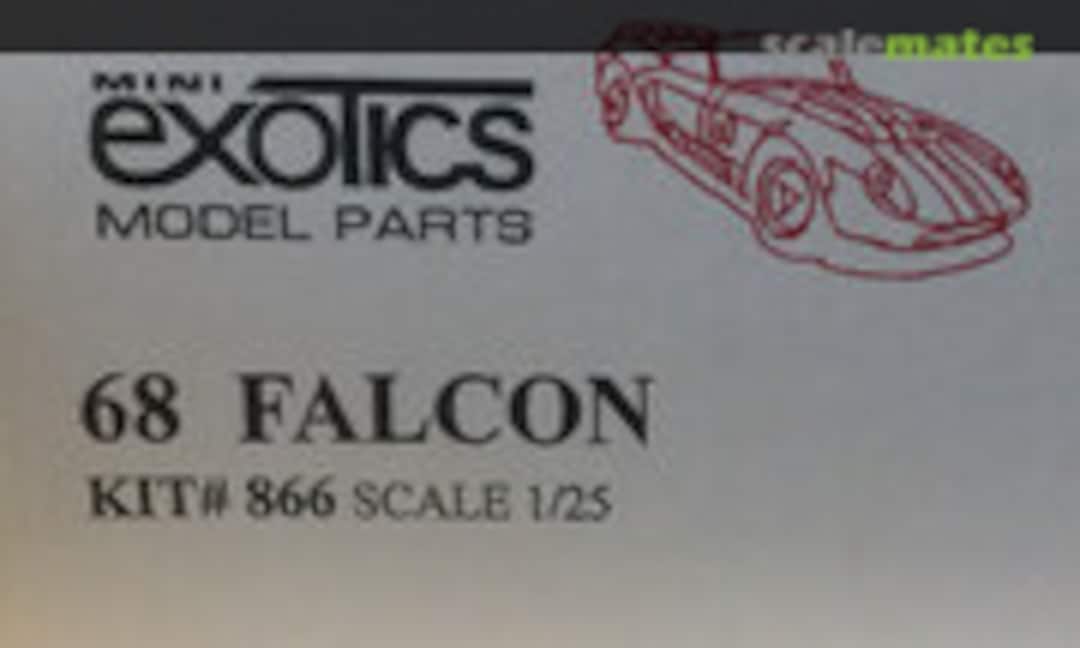 scalemates
MINI
exoTICS
MODEL PARTS
68 FALCON
KIT# 866 SCALE 1/25